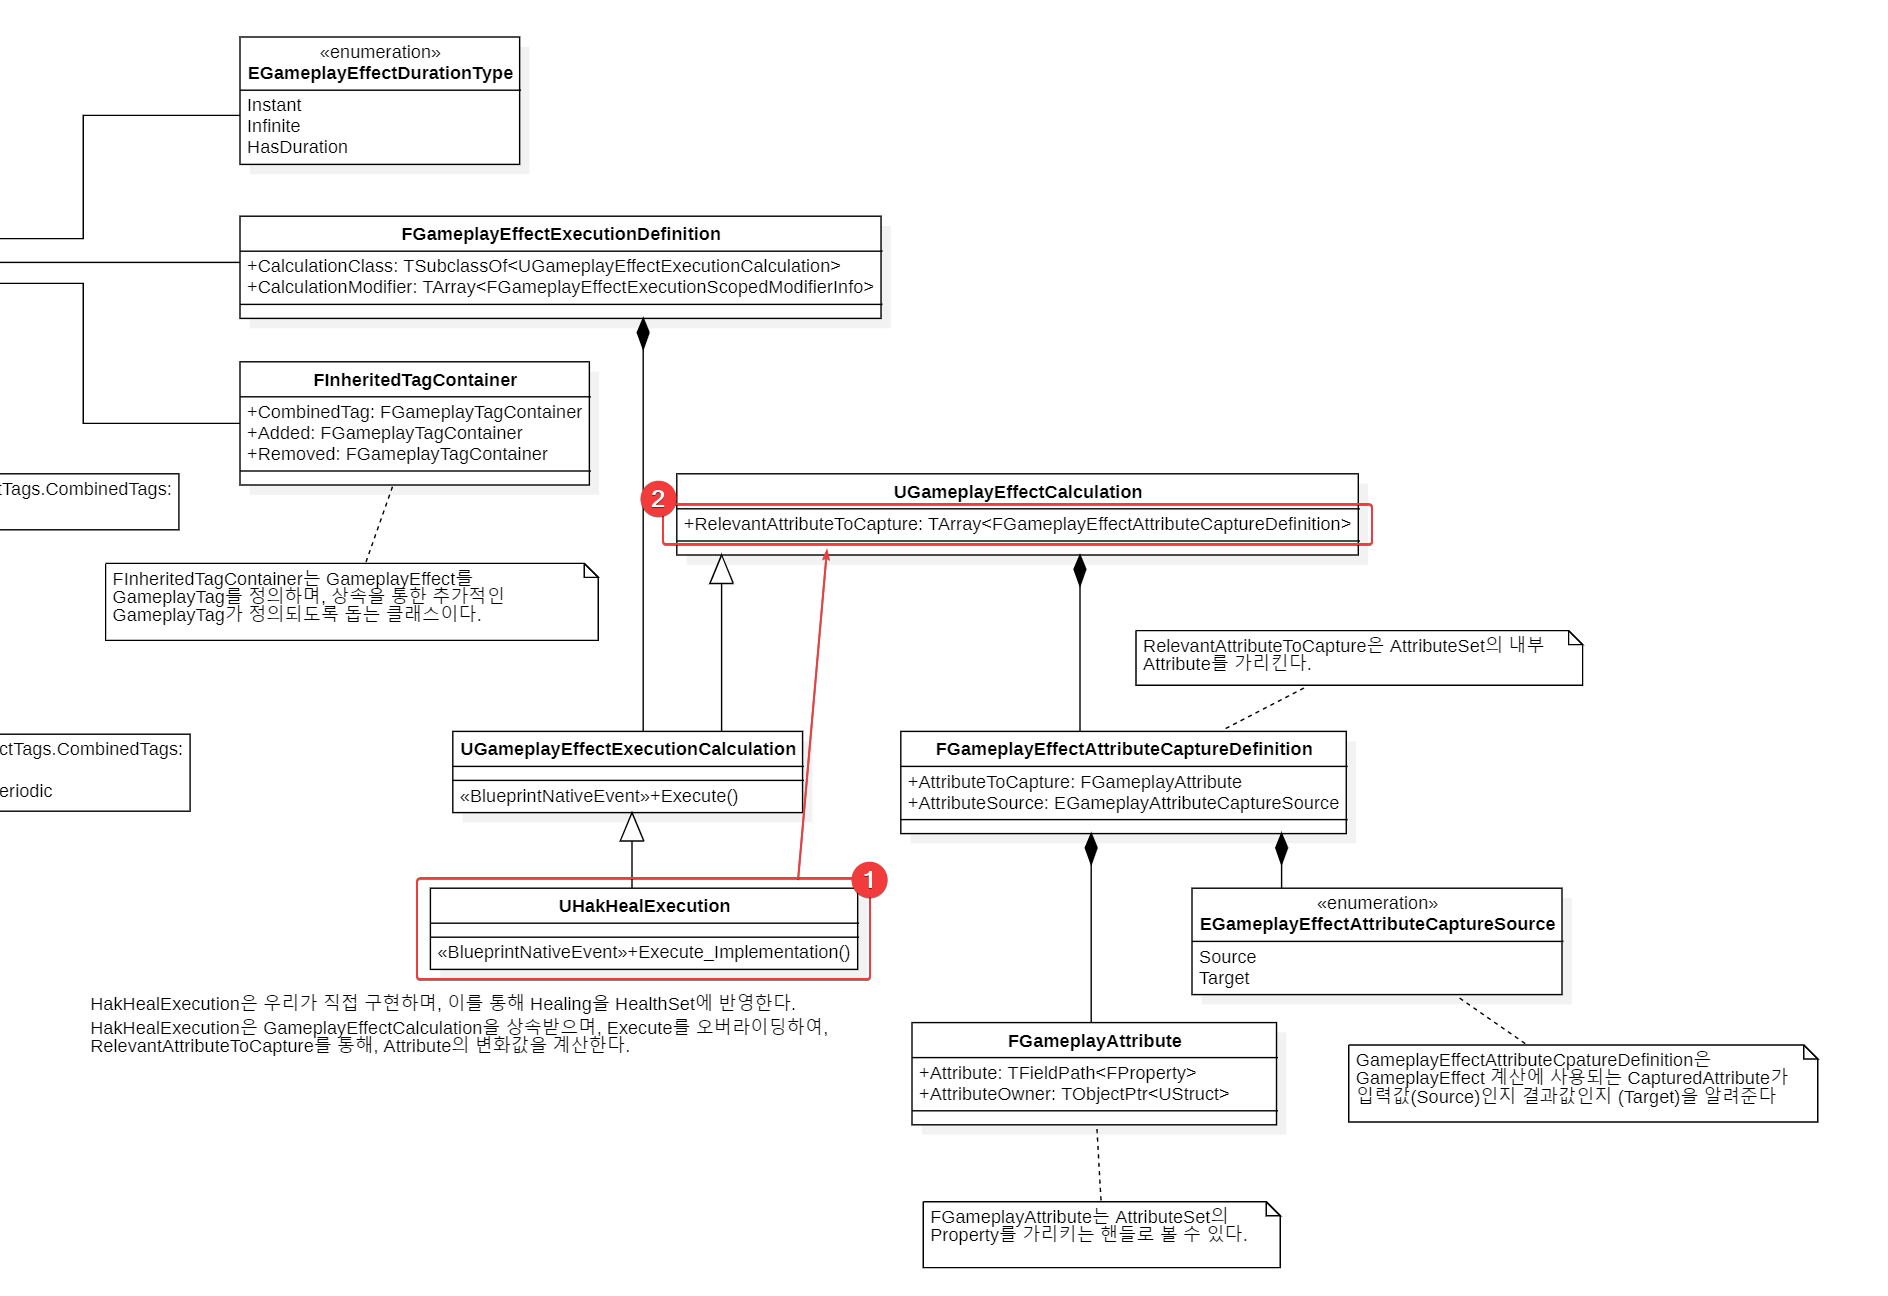 «enumeration»
EGameplayEffectDurationType
Instant
Infinite
HasDuration
FGameplayEffectExecutionDefinition
+CalculationClass: TSubclassOf<UGameplayEffectExecutionCalculation>
+CalculationModifier: TArray<FGameplayEffectExecutionScopedModifierInfo>
FInheritedTagContainer
+CombinedTag: FGameplayTagContainer
+Added: FGameplayTagContainer
+Removed: FGameplayTagContainer
tTags.CombinedTags:
2
UGameplayEffectCalculation
+RelevantAttributeToCapture: TArray<FGameplayEffectAttributeCaptureDefinition>
FInheritedTagContainer는 GameplayEffect를
GameplayTag를 정의하며, 상속을 통한 추가적인
GameplayTag가 정의되도록 돕는 클래스이다.
RelevantAttributeToCapture은 AttributeSet의 내부
Attribute를 가리킨다.
ctTags.CombinedTags:
eriodic
UGameplayEffectExecutionCalculation
«BlueprintNativeEvent»+Execute()
FGameplayEffectAttributeCaptureDefinition
+AttributeToCapture: FGameplayAttribute
+AttributeSource: EGameplayAttributeCaptureSource
1
UHakHealExecution
«BlueprintNativeEvent»+Execute_Implementation()
«enumeration»
EGameplayEffectAttributeCaptureSource
Source
Target
HakHealExecution은 우리가 직접 구현하며, 이를 통해 Healing을 HealthSet에 반영한다.
HakHealExecution은 GameplayEffectCalculation을 상속받으며, Execute를 오버라이딩하여,
RelevantAttributeToCapture를 통해, Attribute의 변화값을 계산한다.
FGameplayAttribute
+Attribute: TFieldPath<FProperty>
+AttributeOwner: TObjectPtr<UStruct>
GameplayEffectAttributeCpatureDefinition은
GameplayEffect 계산에 사용되는 CapturedAttribute가
입력값(Source)인지 결과값인지 (Target)을 알려준다
FGameplayAttribute는 AttributeSet의
Property를 가리키는 핸들로 볼 수 있다.